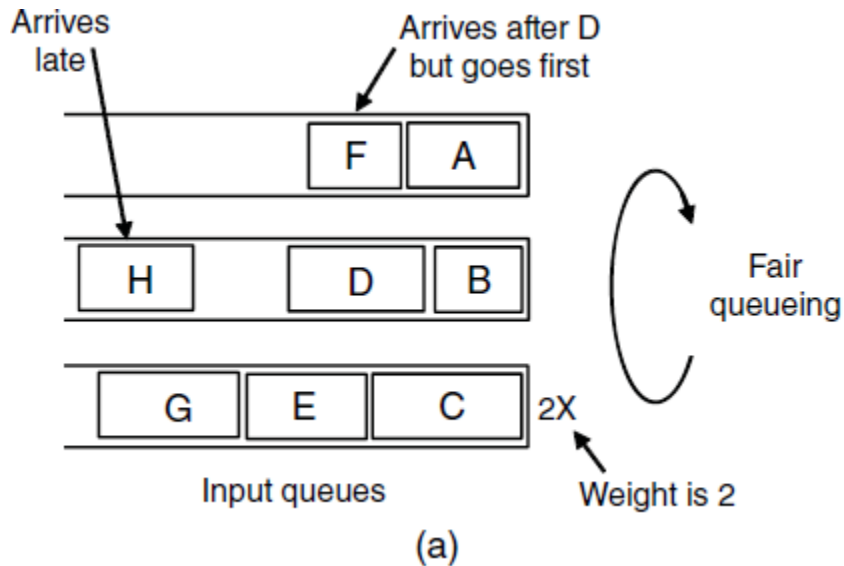 Arrives
late
Arrives after D
but goes first
F A
H D B
G E C 2X
Fair
queueing
Input queues
Weight is 2
(a)